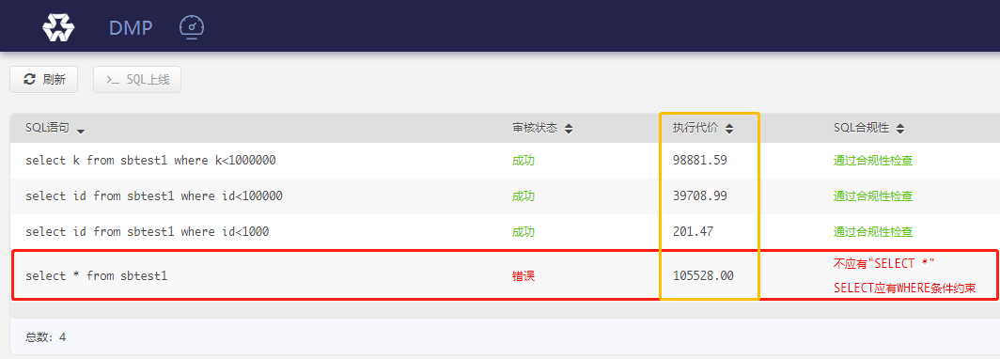 DMP
刷新 >_ SQL上线
SQL语句 审核状态 执行代价 SQL合规性
select k from sbtest1 where k<1000000 成功 98881.59 通过合规性检查
select id from sbtest1 where id<100000 成功 39708.99 通过合规性检查
select id from sbtest1 where id<1000 成功 201.47 通过合规性检查
select * from sbtest1 错误 105528.00 不应有"SELECT *"
SELECT应有WHERE条件约束
总数: 4